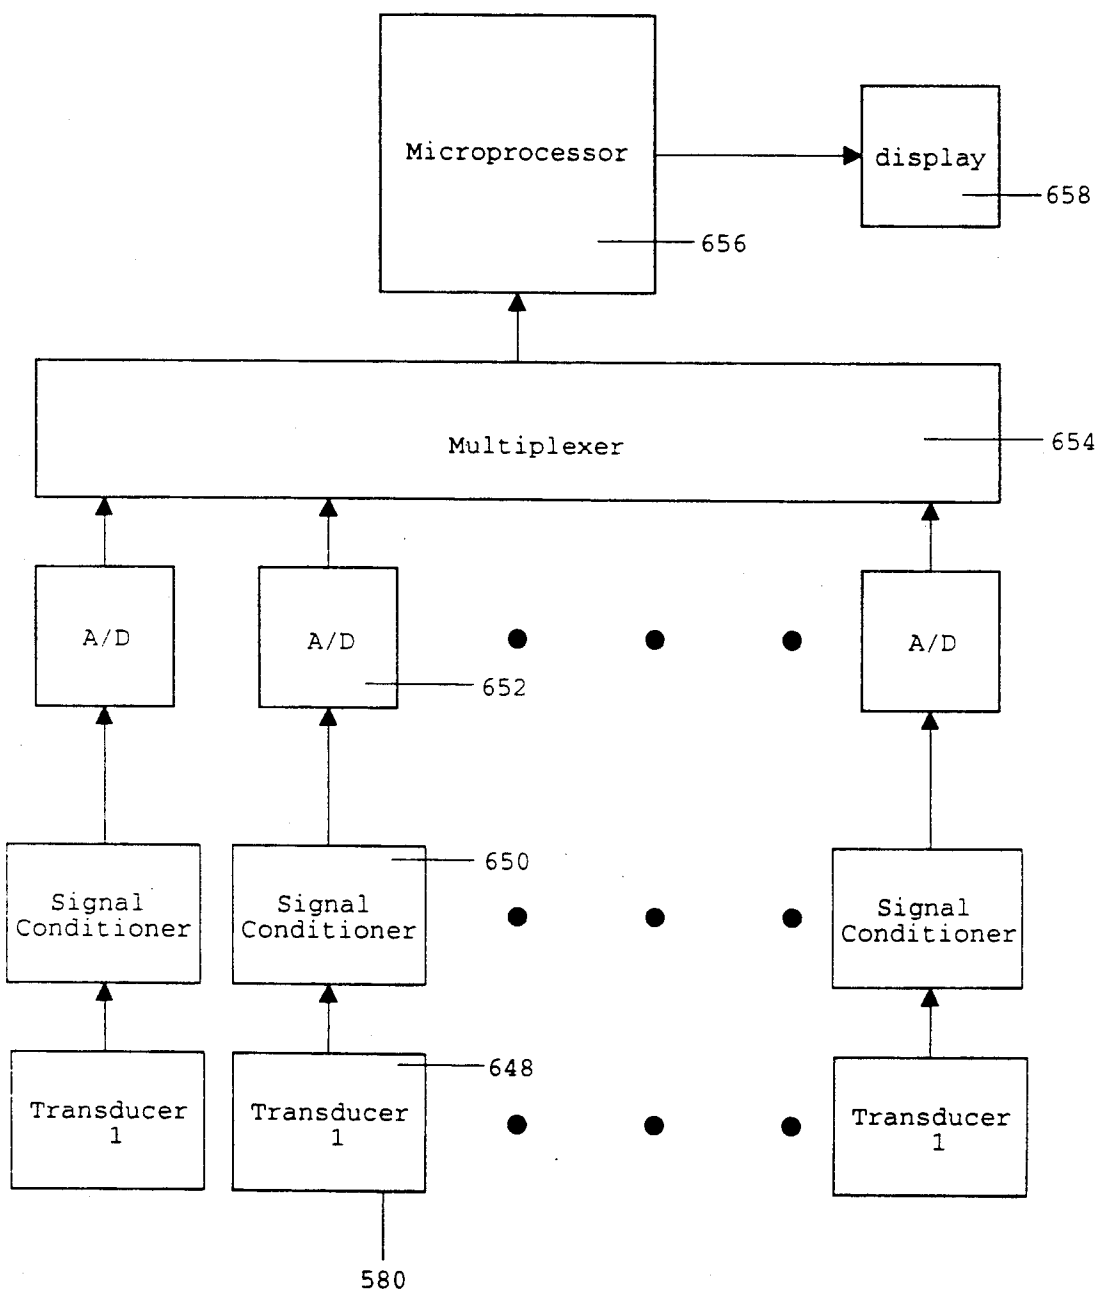 Microprocessor
display
658
656
Multiplexer
654
A/D
A/D
A/D
652
650
Signal
Conditioner
Signal
Conditioner
Signal
Conditioner
648
Transducer
1
Transducer
1
Transducer
1
580